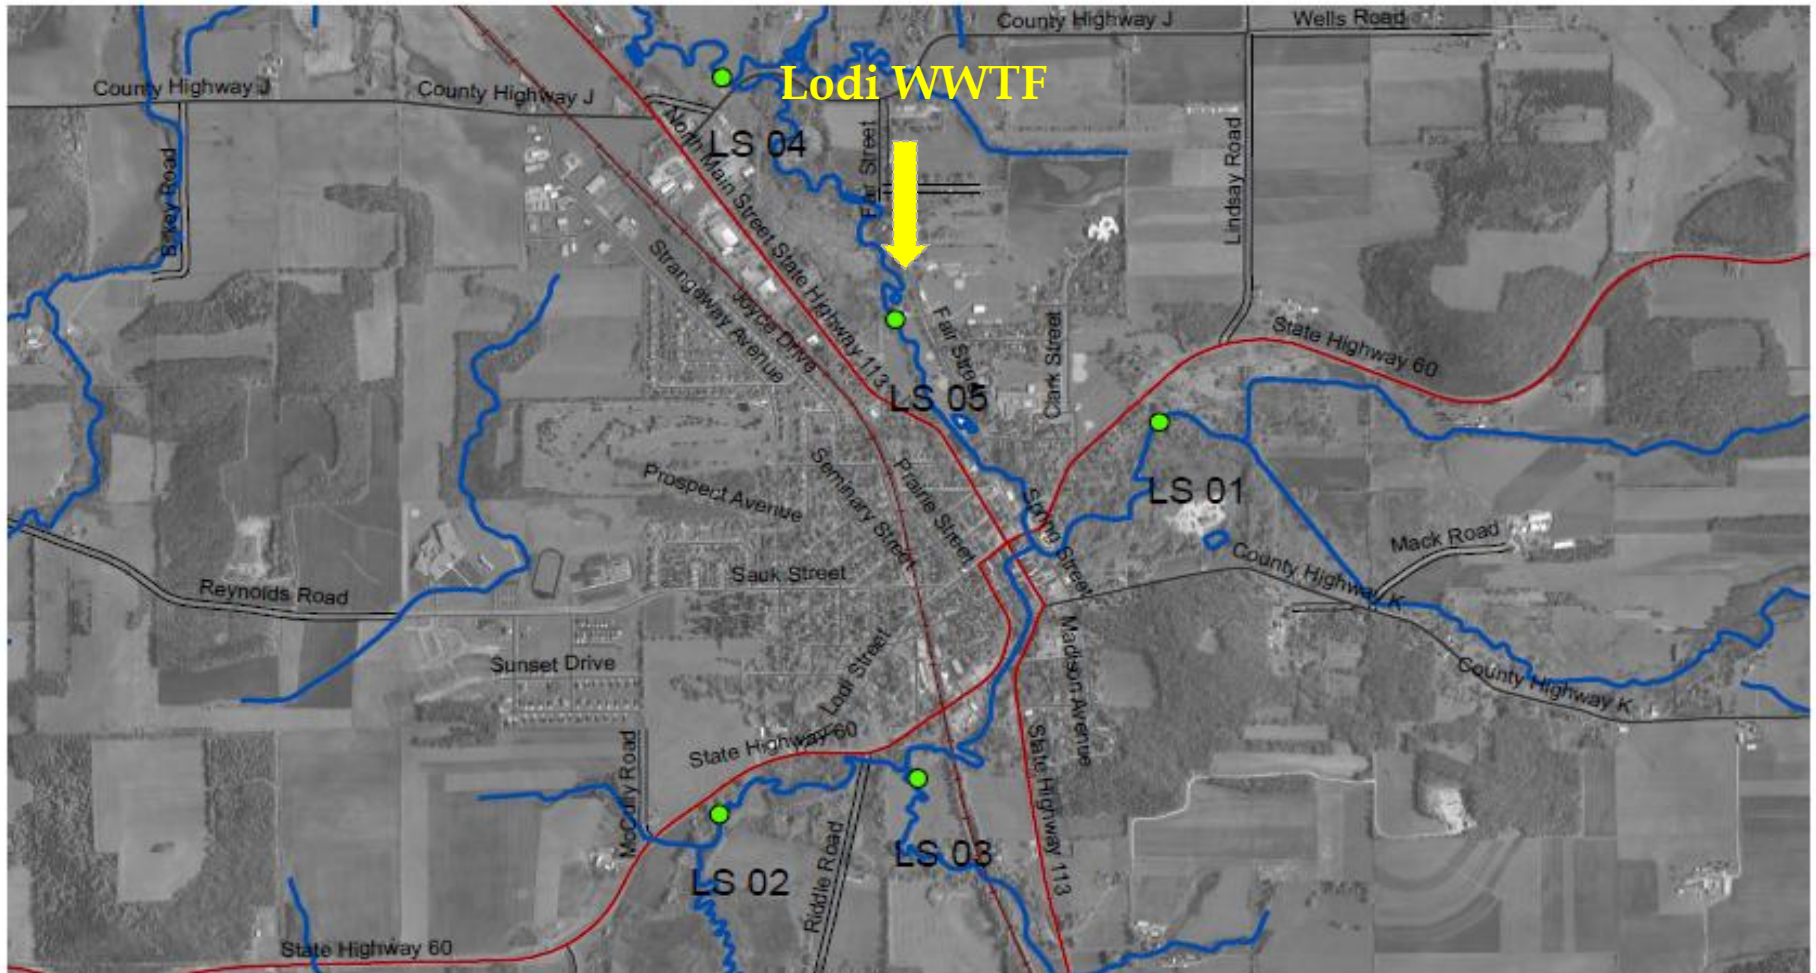 County Highway J
Wells Road
Lodi WWTF
County Highway J
County Highway J
North Main Street State Highway 113
LS 04
Fair Street
Lindsay Road
Strangeway Avenue
Joyce Drive
Fair Street
Clark Street
State Highway 60
LS 05
LS 01
Prospect Avenue
Seminary Street
Prairie Street
Spring Street
Mack Road
County Highway K
Sauk Street
Reynolds Road
Madison Avenue
Sunset Drive
Lodi Street
County Highway K
State Highway 60
McCurry Road
State Highway 113
LS 03
LS 02
Riddle Road
State Highway 60